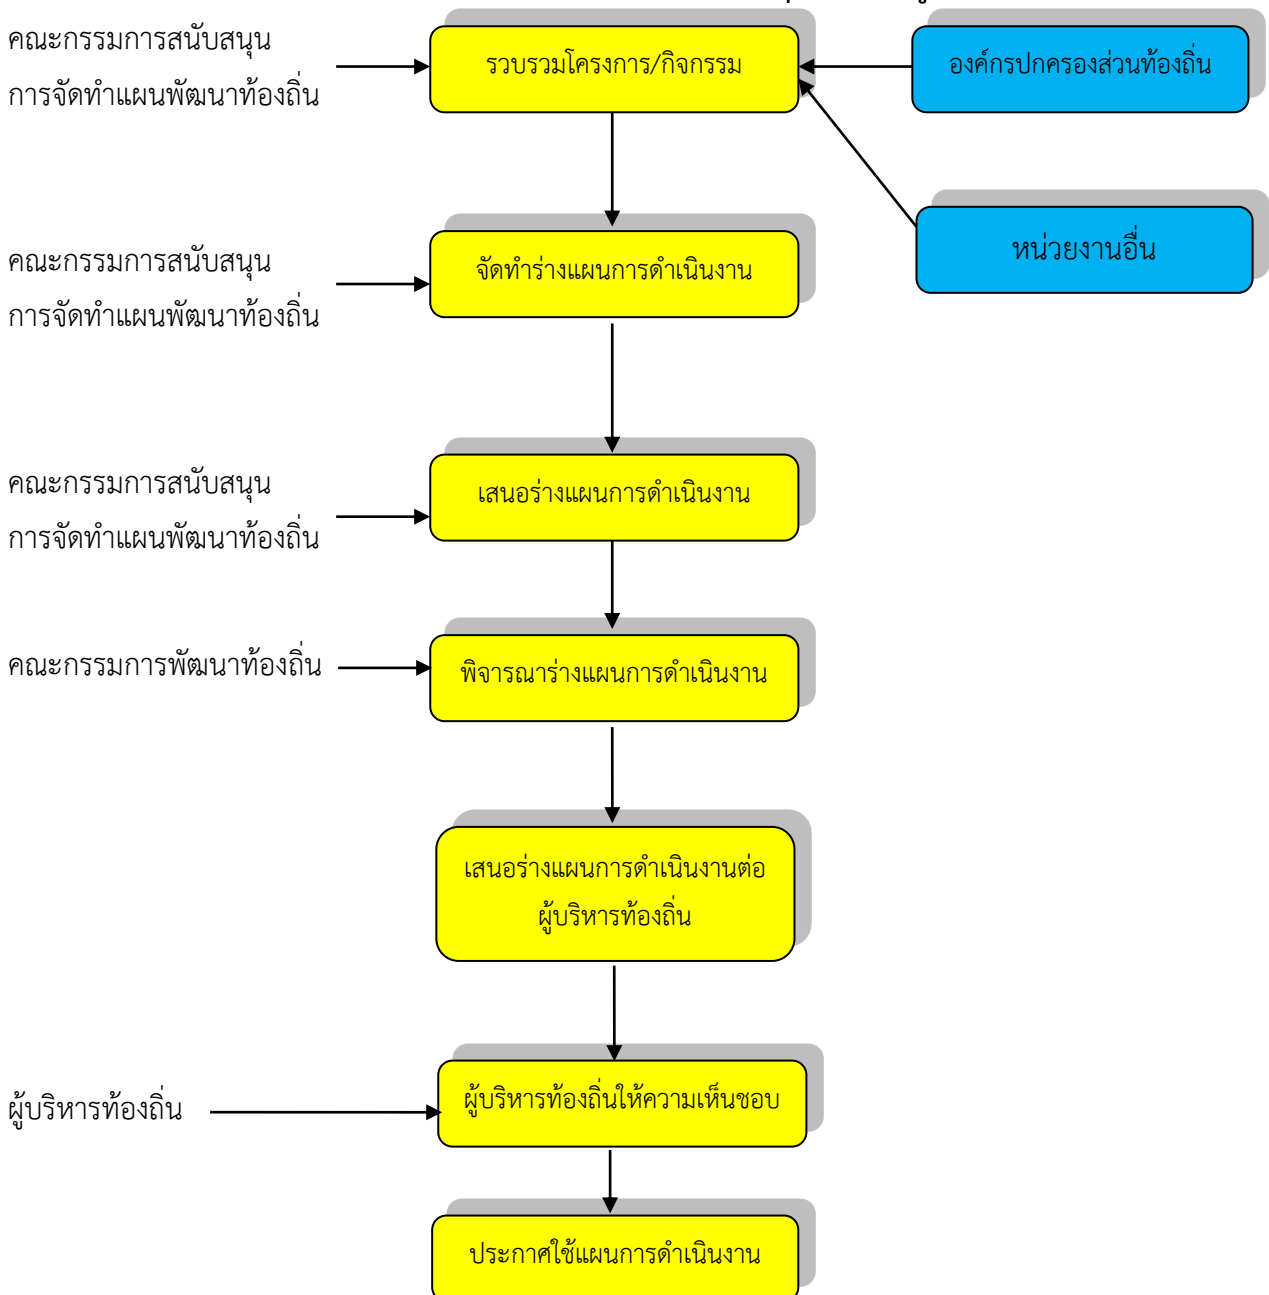 คณะกรรมการสนับสนุน
การจัดทำแผนพัฒนาท้องถิ่น
รวบรวมโครงการ/กิจกรรม
องค์กรปกครองส่วนท้องถิ่น
หน่วยงานอื่น
คณะกรรมการสนับสนุน
การจัดทำแผนพัฒนาท้องถิ่น
จัดทำร่างแผนการดำเนินงาน
คณะกรรมการสนับสนุน
การจัดทำแผนพัฒนาท้องถิ่น
เสนอร่างแผนการดำเนินงาน
คณะกรรมการพัฒนาท้องถิ่น
พิจารณาร่างแผนการดำเนินงาน
เสนอร่างแผนการดำเนินงานต่อ
ผู้บริหารท้องถิ่น
ผู้บริหารท้องถิ่น
ผู้บริหารท้องถิ่นให้ความเห็นชอบ
ประกาศใช้แผนการดำเนินงาน